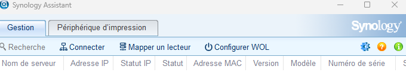 Synology Assistant
Gestion Périphérique d'impression Synology
Recherche Connecter Mapper un lecteur Configurer WOL
Nom de serveur Adresse IP Statut IP Statut Adresse MAC Version Modèle Numéro de série S